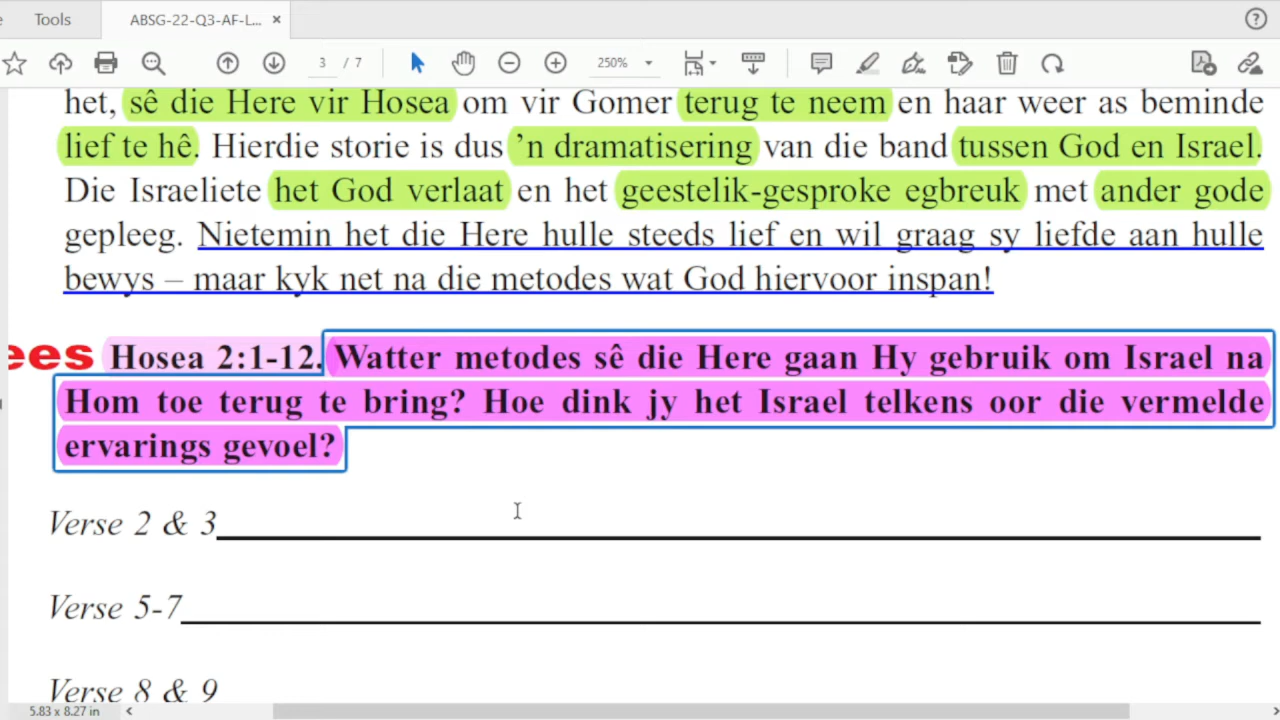 Tools
ABSG-22-Q3-AF-L... ×
3 / 7
250%
het, sê die Here vir Hosea om vir Gomer terug te neem en haar weer as beminde
lief te hê. Hierdie storie is dus ’n dramatisering van die band tussen God en Israel.
Die Israeliete het God verlaat en het geestelik-gesproke egbreuk met ander gode
gepleeg. Nietemin het die Here hulle steeds lief en wil graag sy liefde aan hulle
bewys – maar kyk net na die metodes wat God hiervoor inspan!
ees Hosea 2:1-12. Watter metodes sê die Here gaan Hy gebruik om Israel na
Hom toe terug te bring? Hoe dink jy het Israel telkens oor die vermelde
ervarings gevoel?
Verse 2 & 3
Verse 5-7
Verse 8 & 9
5.83 x 8.27 in